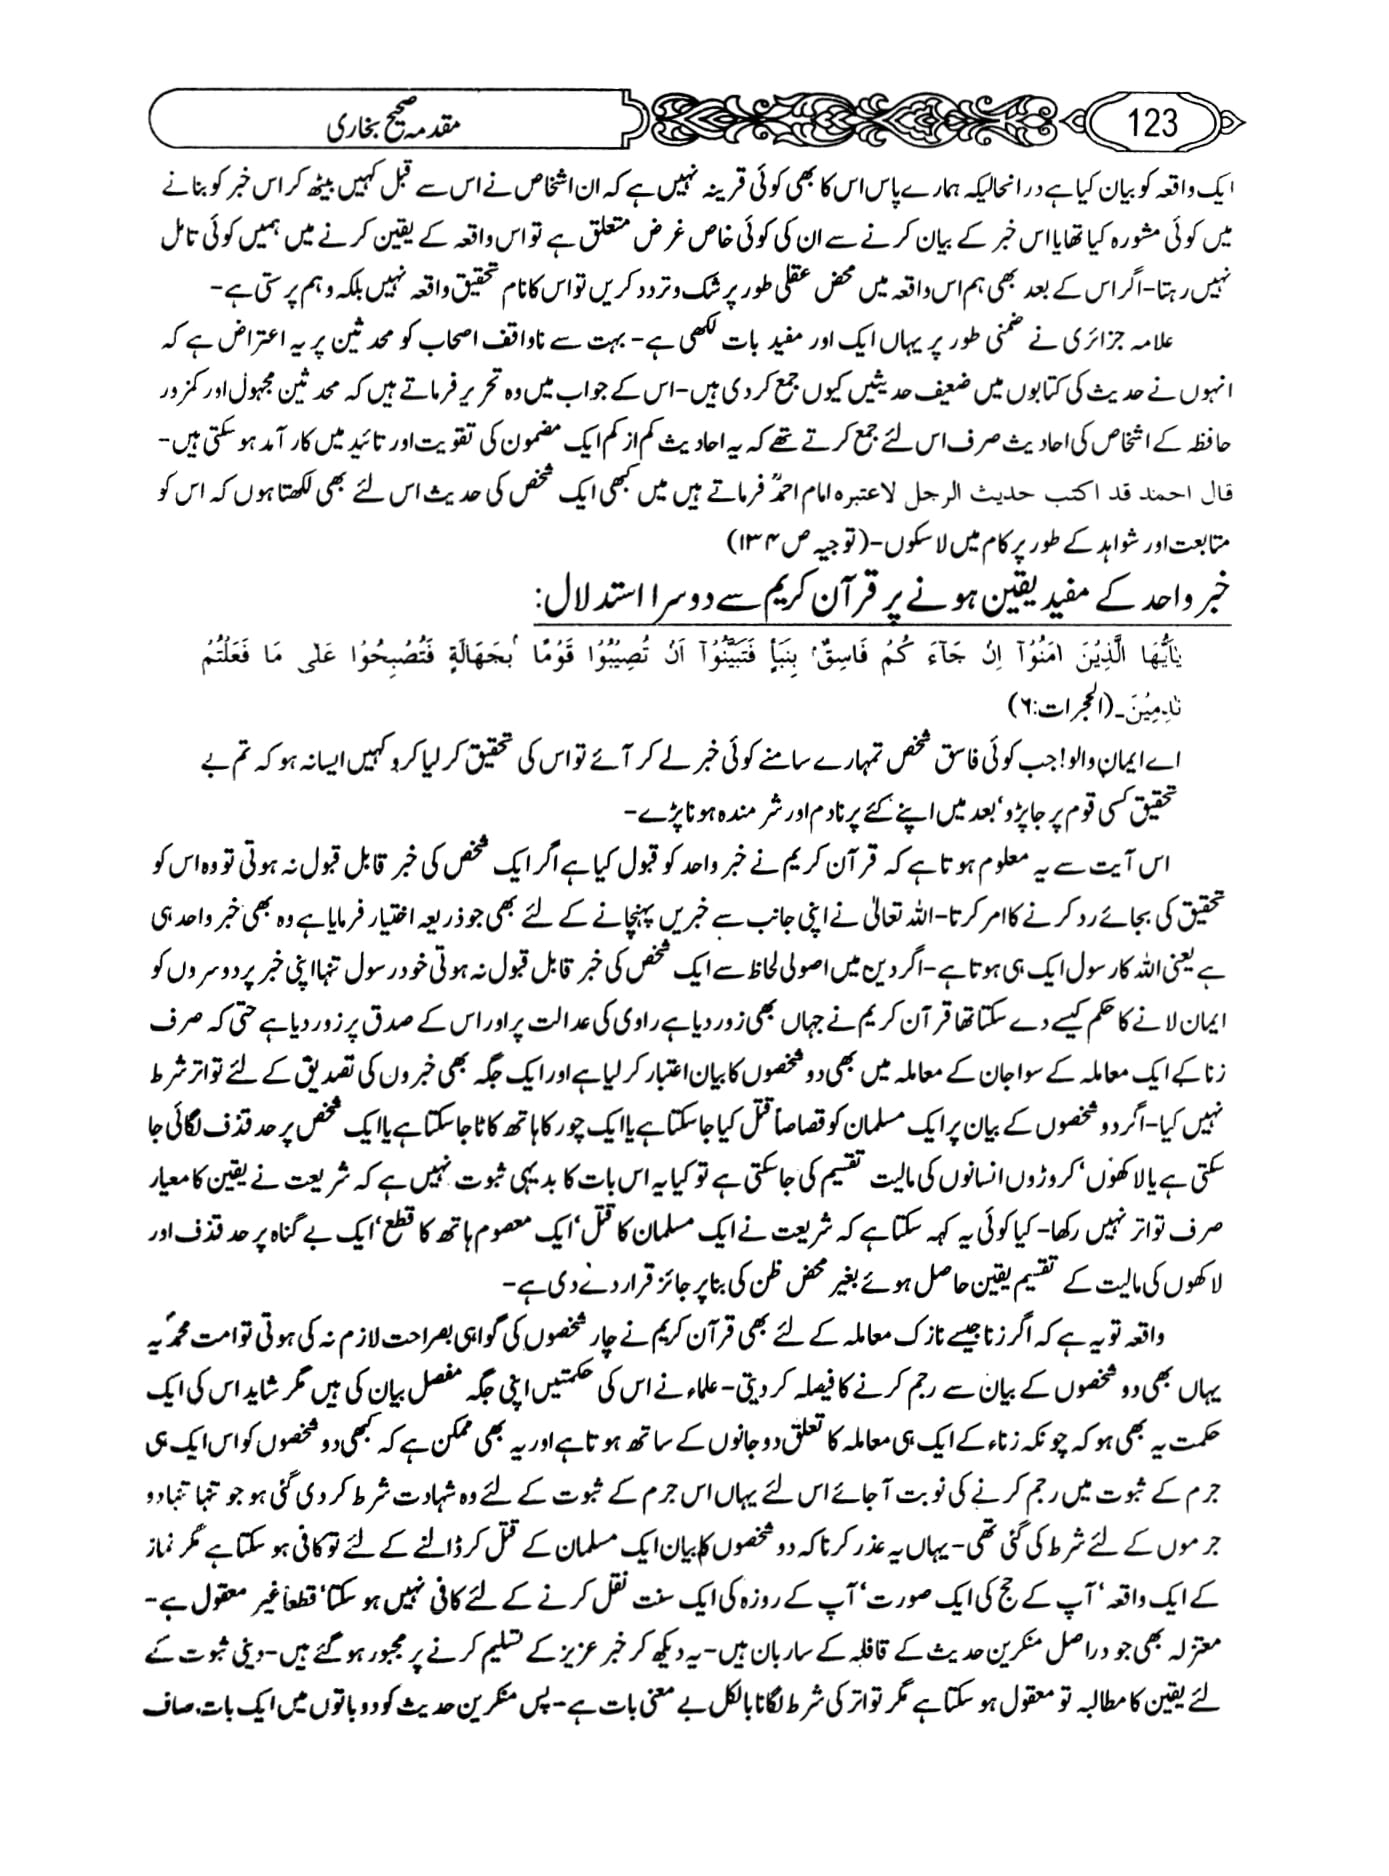 123
مقدمہ صحیح بخاری
ایک واقعہ کو بیان کیا ہے درانحالیکہ ہمارے پاس اس کا بھی کوئی قرینہ نہیں ہے کہ ان اشخاص نے اس سے قبل کہیں بیٹھ کر اس خبر کو بنانے
میں کوئی مشورہ کیا تھا یا اس خبر کے بیان کرنے سے ان کی کوئی خاص غرض متعلق ہے تو اس واقعہ کے یقین کرنے میں ہمیں کوئی تامل
نہیں رہتا-اگر اس کے بعد بھی ہم اس واقعہ میں محض عقلی طور پر شک و تردد کریں تو اس کا نام تحقیق واقعہ نہیں بلکہ وہم پرستی ہے-
علامہ جزائری نے ضمنی طور پر یہاں ایک اور مفید بات لکھی ہے- بہت سے ناواقف اصحاب کو محدثین پر یہ اعتراض ہے کہ
انہوں نے حدیث کی کتابوں میں ضعیف حدیثیں کیوں جمع کر دی ہیں-اس کے جواب میں وہ تحریر فرماتے ہیں کہ محدثین مجہول اور کمزور
حافظہ کے اشخاص کی احادیث صرف اس لئے جمع کرتے تھے کہ یہ احادیث کم از کم ایک مضمون کی تقویت اور تائید میں کار آمد ہو سکتی ہیں-
قال احمد قد اکتب حدیث الرجل لاعتبرہ امام احمدؒ فرماتے ہیں میں کبھی ایک شخص کی حدیث اس لئے بھی لکھتا ہوں کہ اس کو
متابعت اور شواہد کے طور پر کام میں لا سکوں-(توجیہ ص ۱۳۴)
خبر واحد کے مفید یقین ہونے پر قرآن کریم سے دوسرا استدلال:
یٰاَیُّهَا الَّذِیْنَ اٰمَنُوْآ اِنْ جَآءَ کُمْ فَاسِقٌ بِنَبَأٍ فَتَبَیَّنُوْآ اَنْ تُصِیْبُوْا قَوْمًا بِجَهَالَةٍ فَتُصْبِحُوْا عَلٰی مَا فَعَلْتُمْ
نٰدِمِیْنَ۔(الحجرات:۶)
اے ایمان والو! جب کوئی فاسق شخص تمہارے سامنے کوئی خبر لے کر آئے تو اس کی تحقیق کر لیا کرو کہیں ایسا نہ ہو کہ تم بے
تحقیق کسی قوم پر جا پڑو‘ بعد میں اپنے کئے پر نادم اور شرمندہ ہونا پڑے-
اس آیت سے یہ معلوم ہوتا ہے کہ قرآن کریم نے خبر واحد کو قبول کیا ہے اگر ایک شخص کی خبر قابل قبول نہ ہوتی تو وہ اس کو
تحقیق کی بجائے رد کرنے کا امر کرتا-اللہ تعالیٰ نے اپنی جانب سے خبریں پہنچانے کے لئے بھی جو ذریعہ اختیار فرمایا ہے وہ بھی خبر واحد ہی
ہے یعنی اللہ کا رسول ایک ہی ہوتا ہے-اگر دین میں اصولی لحاظ سے ایک شخص کی خبر قابل قبول نہ ہوتی خود رسول تنہا اپنی خبر پر دوسروں کو
ایمان لانے کا حکم کیسے دے سکتا تھا قرآن کریم نے جہاں بھی زور دیا ہے راوی کی عدالت پر اور اس کے صدق پر زور دیا ہے حتی کہ صرف
زنا کے ایک معاملہ کے سوا جان کے معاملہ میں بھی دو شخصوں کا بیان اعتبار کر لیا ہے اور ایک جگہ بھی خبروں کی تصدیق کے لئے تواتر شرط
نہیں کیا-اگر دو شخصوں کے بیان پر ایک مسلمان کو قصاصاً قتل کیا جا سکتا ہے یا ایک چور کا ہاتھ کاٹا جا سکتا ہے یا ایک شخص پر حد قذف لگائی جا
سکتی ہے یا لاکھوں‘ کروڑوں انسانوں کی مالیت تقسیم کی جا سکتی ہے تو کیا یہ اس بات کا بدیہی ثبوت نہیں ہے کہ شریعت نے یقین کا معیار
صرف تواتر نہیں رکھا- کیا کوئی یہ کہہ سکتا ہے کہ شریعت نے ایک مسلمان کا قتل‘ ایک معصوم ہاتھ کا قطع‘ ایک بے گناہ پر حد قذف اور
لاکھوں کی مالیت کے تقسیم یقین حاصل ہوئے بغیر محض ظن کی بنا پر جائز قرار دے دی ہے-
واقعہ تو یہ ہے کہ اگر زنا جیسے نازک معاملہ کے لئے بھی قرآن کریم نے چار شخصوں کی گواہی بصراحت لازم نہ کی ہوتی تو امت محمدؐیہ
یہاں بھی دو شخصوں کے بیان سے رجم کرنے کا فیصلہ کر دیتی- علماء نے اس کی حکمتیں اپنی جگہ مفصل بیان کی ہیں مگر شاید اس کی ایک
حکمت یہ بھی ہو کہ چونکہ زناء کے ایک ہی معاملہ کا تعلق دو جانوں کے ساتھ ہوتا ہے اور یہ بھی ممکن ہے کہ کبھی دو شخصوں کو اس ایک ہی
جرم کے ثبوت میں رجم کرنے کی نوبت آ جائے اس لئے یہاں اس جرم کے ثبوت کے لئے وہ شہادت شرط کر دی گئی ہو جو تنہا تنہا دو
جرموں کے لئے شرط کی گئی تھی- یہاں یہ عذر کرنا کہ دو شخصوں کا بیان ایک مسلمان کے قتل کر ڈالنے کے لئے تو کافی ہو سکتا ہے مگر نماز
کے ایک واقعہ‘ آپ کے حج کی ایک صورت‘ آپ کے روزہ کی ایک سنت نقل کرنے کے لئے کافی نہیں ہو سکتا‘ قطعاً غیر معقول ہے-
معتزلہ بھی جو دراصل منکرین حدیث کے قافلہ کے ساربان ہیں- یہ دیکھ کر خبر عزیز کے تسلیم کرنے پر مجبور ہو گئے ہیں- دینی ثبوت کے
لئے یقین کا مطالبہ تو معقول ہو سکتا ہے مگر تواتر کی شرط لگانا بالکل بے معنی بات ہے- پس منکرین حدیث کو دو باتوں میں ایک بات صاف